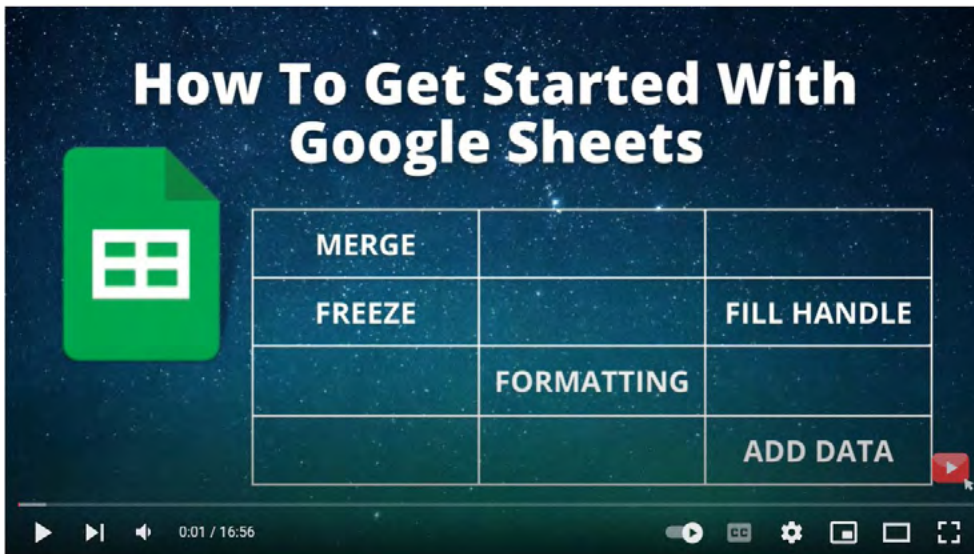 How To Get Started With
Google Sheets
MERGE
FREEZE FILL HANDLE
FORMATTING
ADD DATA
0:01 / 16:56
CC